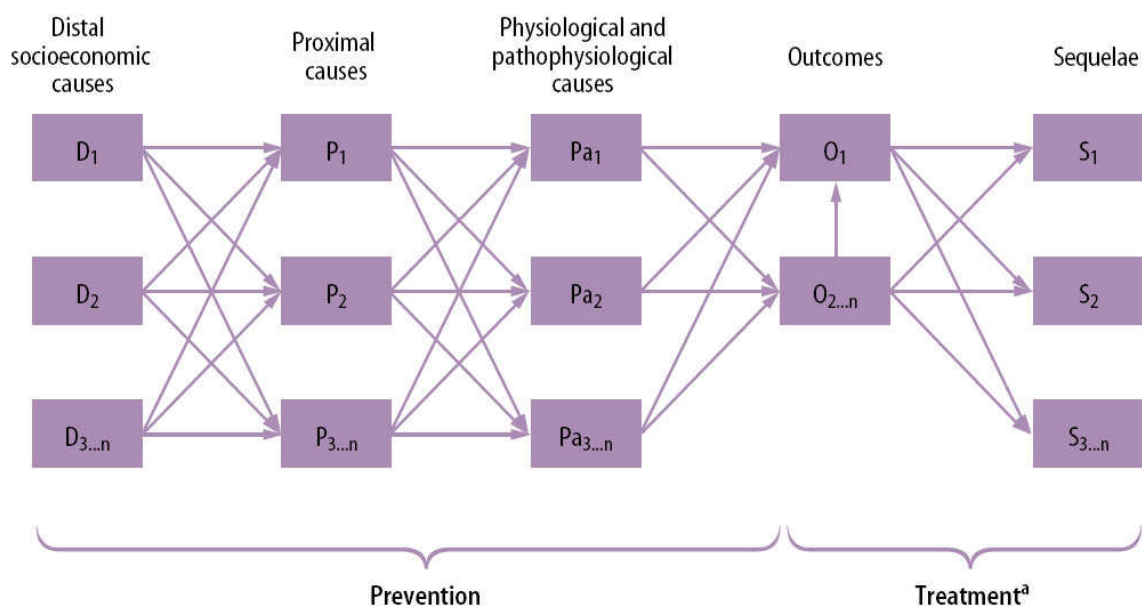 Distal
socioeconomic
causes
Proximal
causes
Physiological and
pathophysiological
causes
Outcomes
Sequelae
D₁
P₁
Pa₁
O₁
S₁
D₂
P₂
Pa₂
O₂...ₙ
S₂
D₃...ₙ
P₃...ₙ
Pa₃...ₙ
S₃...ₙ
Prevention
Treatmentᵃ